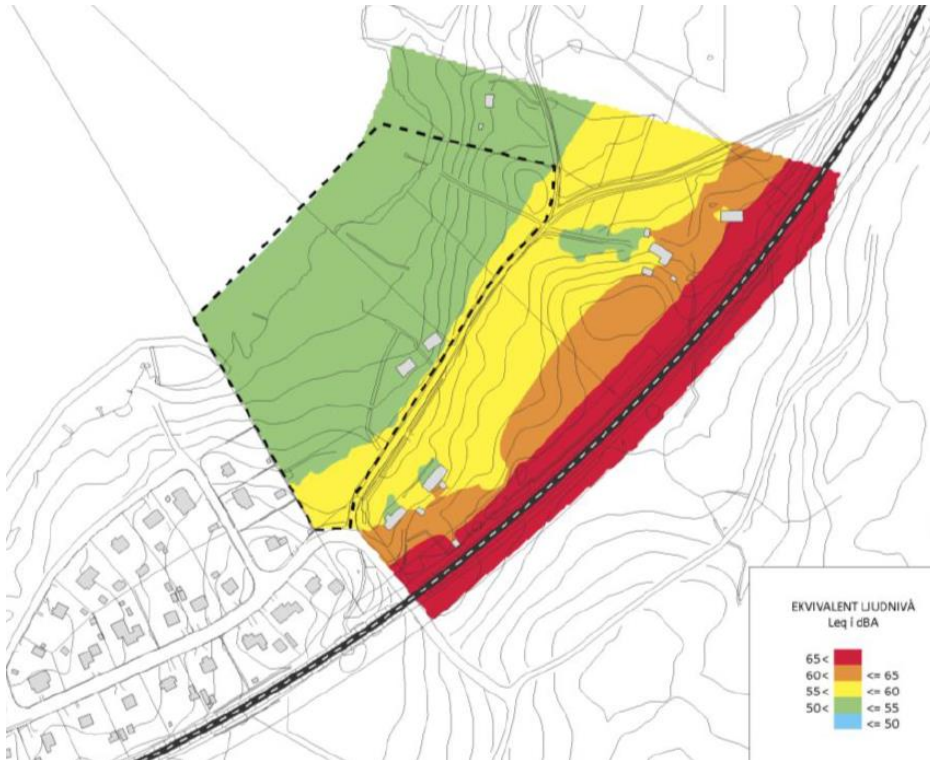 EKVIVALENT LJUDNIVÅ
Leq i dBA
65<
60< <= 65
55< <= 60
50< <= 55
<= 50